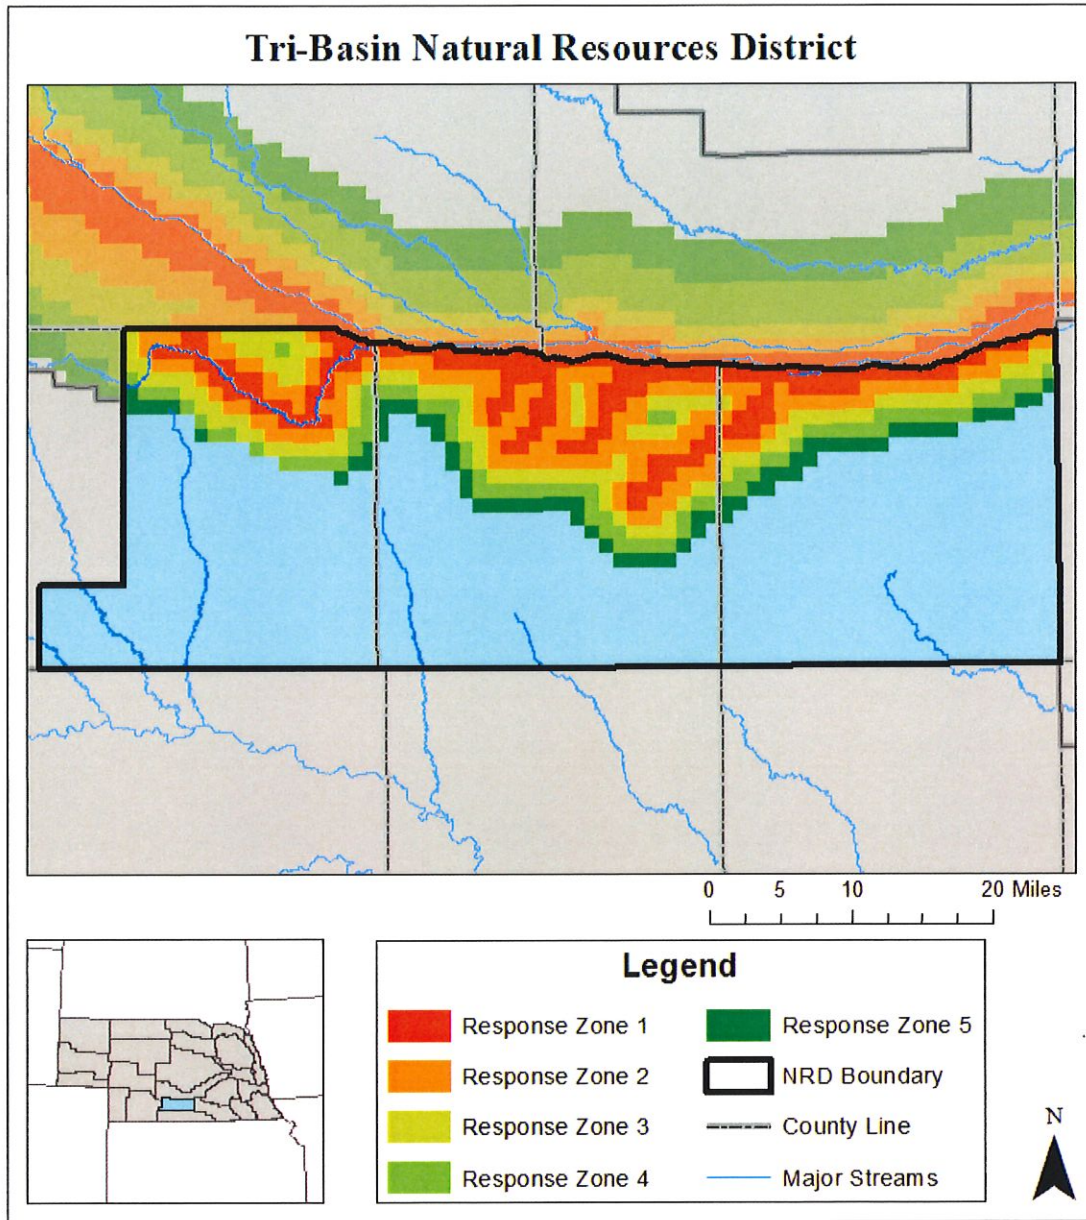 Tri-Basin Natural Resources District
0 5 10 20 Miles
Legend
Response Zone 1
Response Zone 2
Response Zone 3
Response Zone 4
Response Zone 5
NRD Boundary
County Line
Major Streams
N